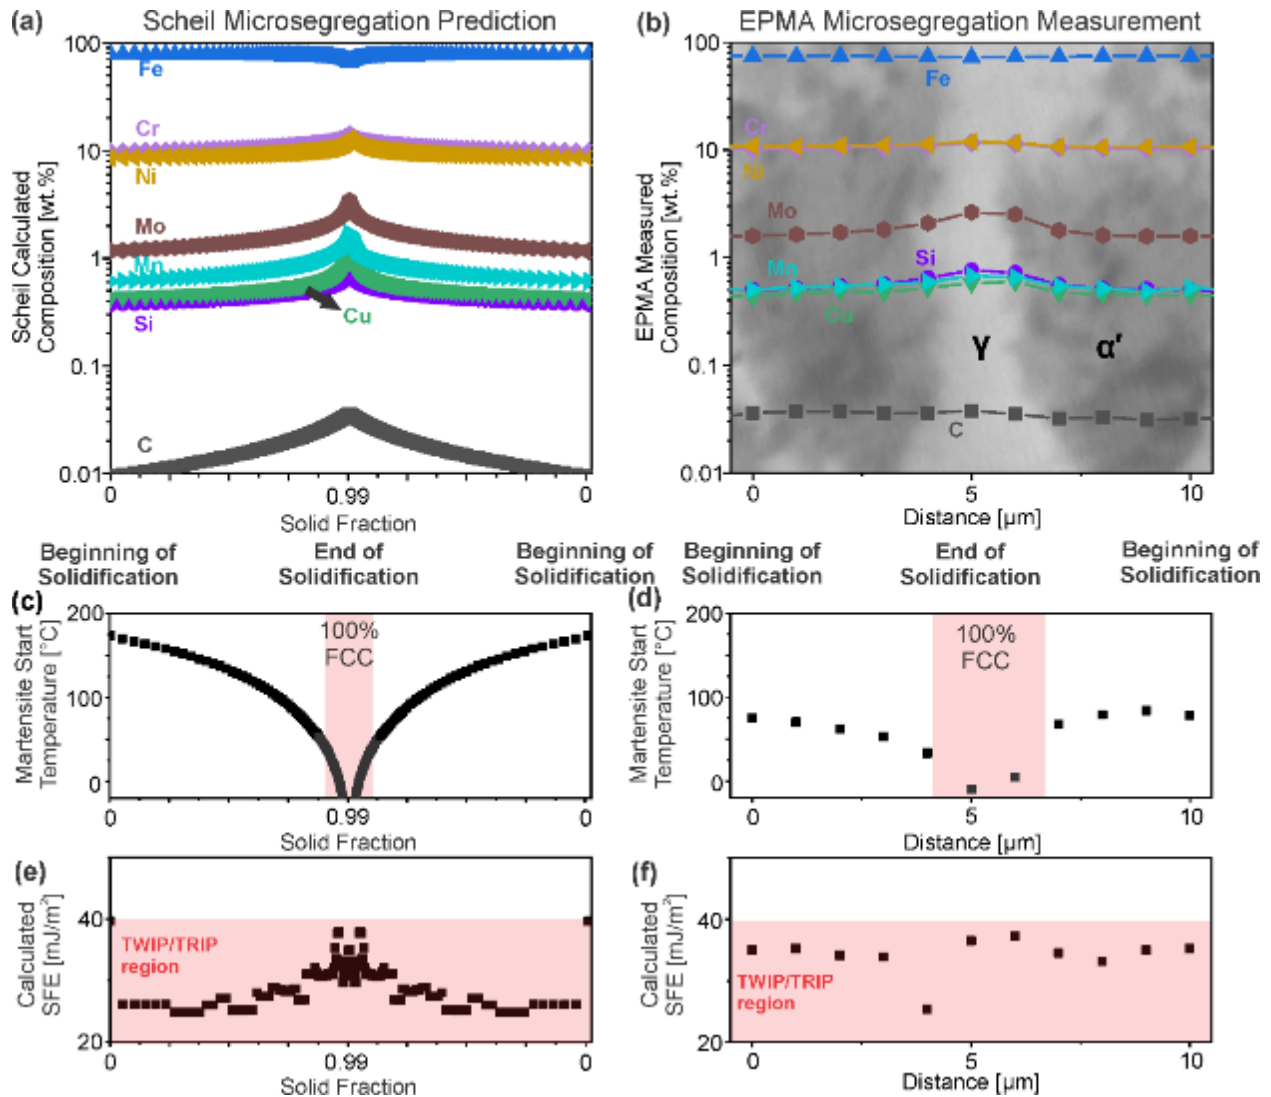 (a) Scheil Microsegregation Prediction
Scheil Calculated
Composition [wt.%]
100
10
1
0.1
0.01
Fe
Cr
Ni
Mo
Mn
Cu
Si
C
0 0.99 0
Solid Fraction
Beginning of
Solidification
End of
Solidification
Beginning of
Solidification
(b) EPMA Microsegregation Measurement
EPMA Measured
Composition [wt.%]
100
10
1
0.1
0.01
Fe
Cr
Ni
Mo
Si
Mn
Cu
γ
α′
C
0 5 10
Distance [µm]
Beginning of
Solidification
End of
Solidification
Beginning of
Solidification
(c)
Martensite Start
Temperature [°C]
200
100
0
100%
FCC
0 0.99 0
Solid Fraction
(d)
Martensite Start
Temperature [°C]
200
100
0
100%
FCC
0 5 10
Distance [µm]
(e)
Calculated
SFE [mJ/m²]
40
20
TWIP/TRIP
region
0 0.99 0
Solid Fraction
(f)
Calculated
SFE [mJ/m²]
40
20
TWIP/TRIP
region
0 5 10
Distance [µm]